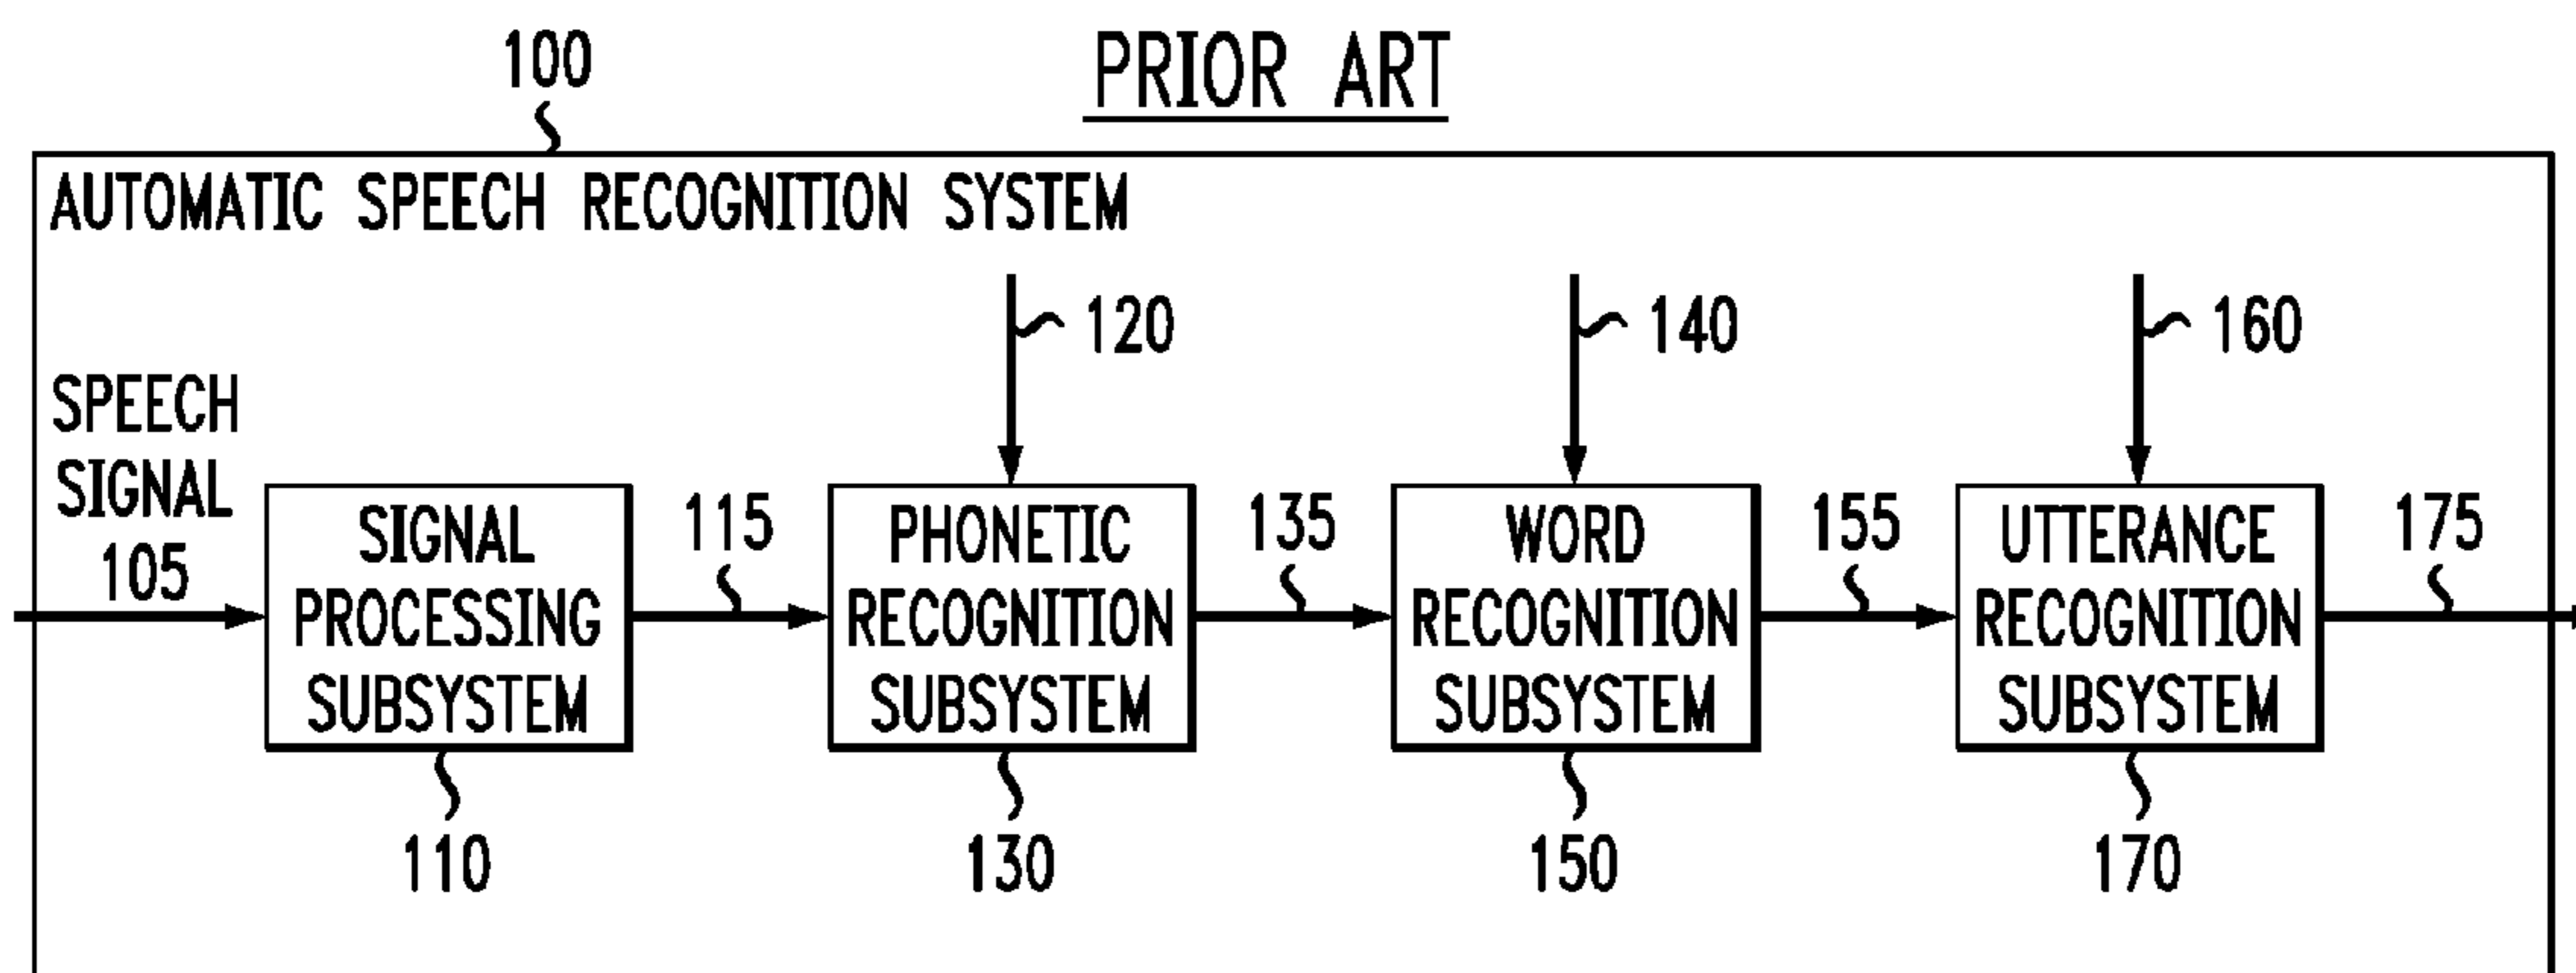 PRIOR ART
100
AUTOMATIC SPEECH RECOGNITION SYSTEM
120
140
160
SPEECH
SIGNAL
105
SIGNAL
PROCESSING
SUBSYSTEM
110
115
PHONETIC
RECOGNITION
SUBSYSTEM
130
135
WORD
RECOGNITION
SUBSYSTEM
150
155
UTTERANCE
RECOGNITION
SUBSYSTEM
170
175